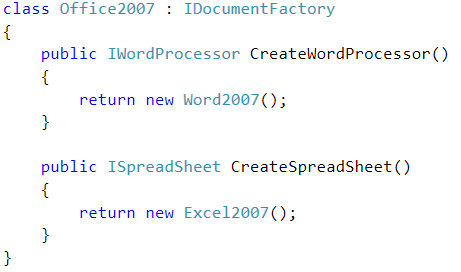 class Office2007 : IDocumentFactory
{
    public IWordProcessor CreateWordProcessor()
    {
        return new Word2007();
    }

    public ISpreadSheet CreateSpreadSheet()
    {
        return new Excel2007();
    }
}